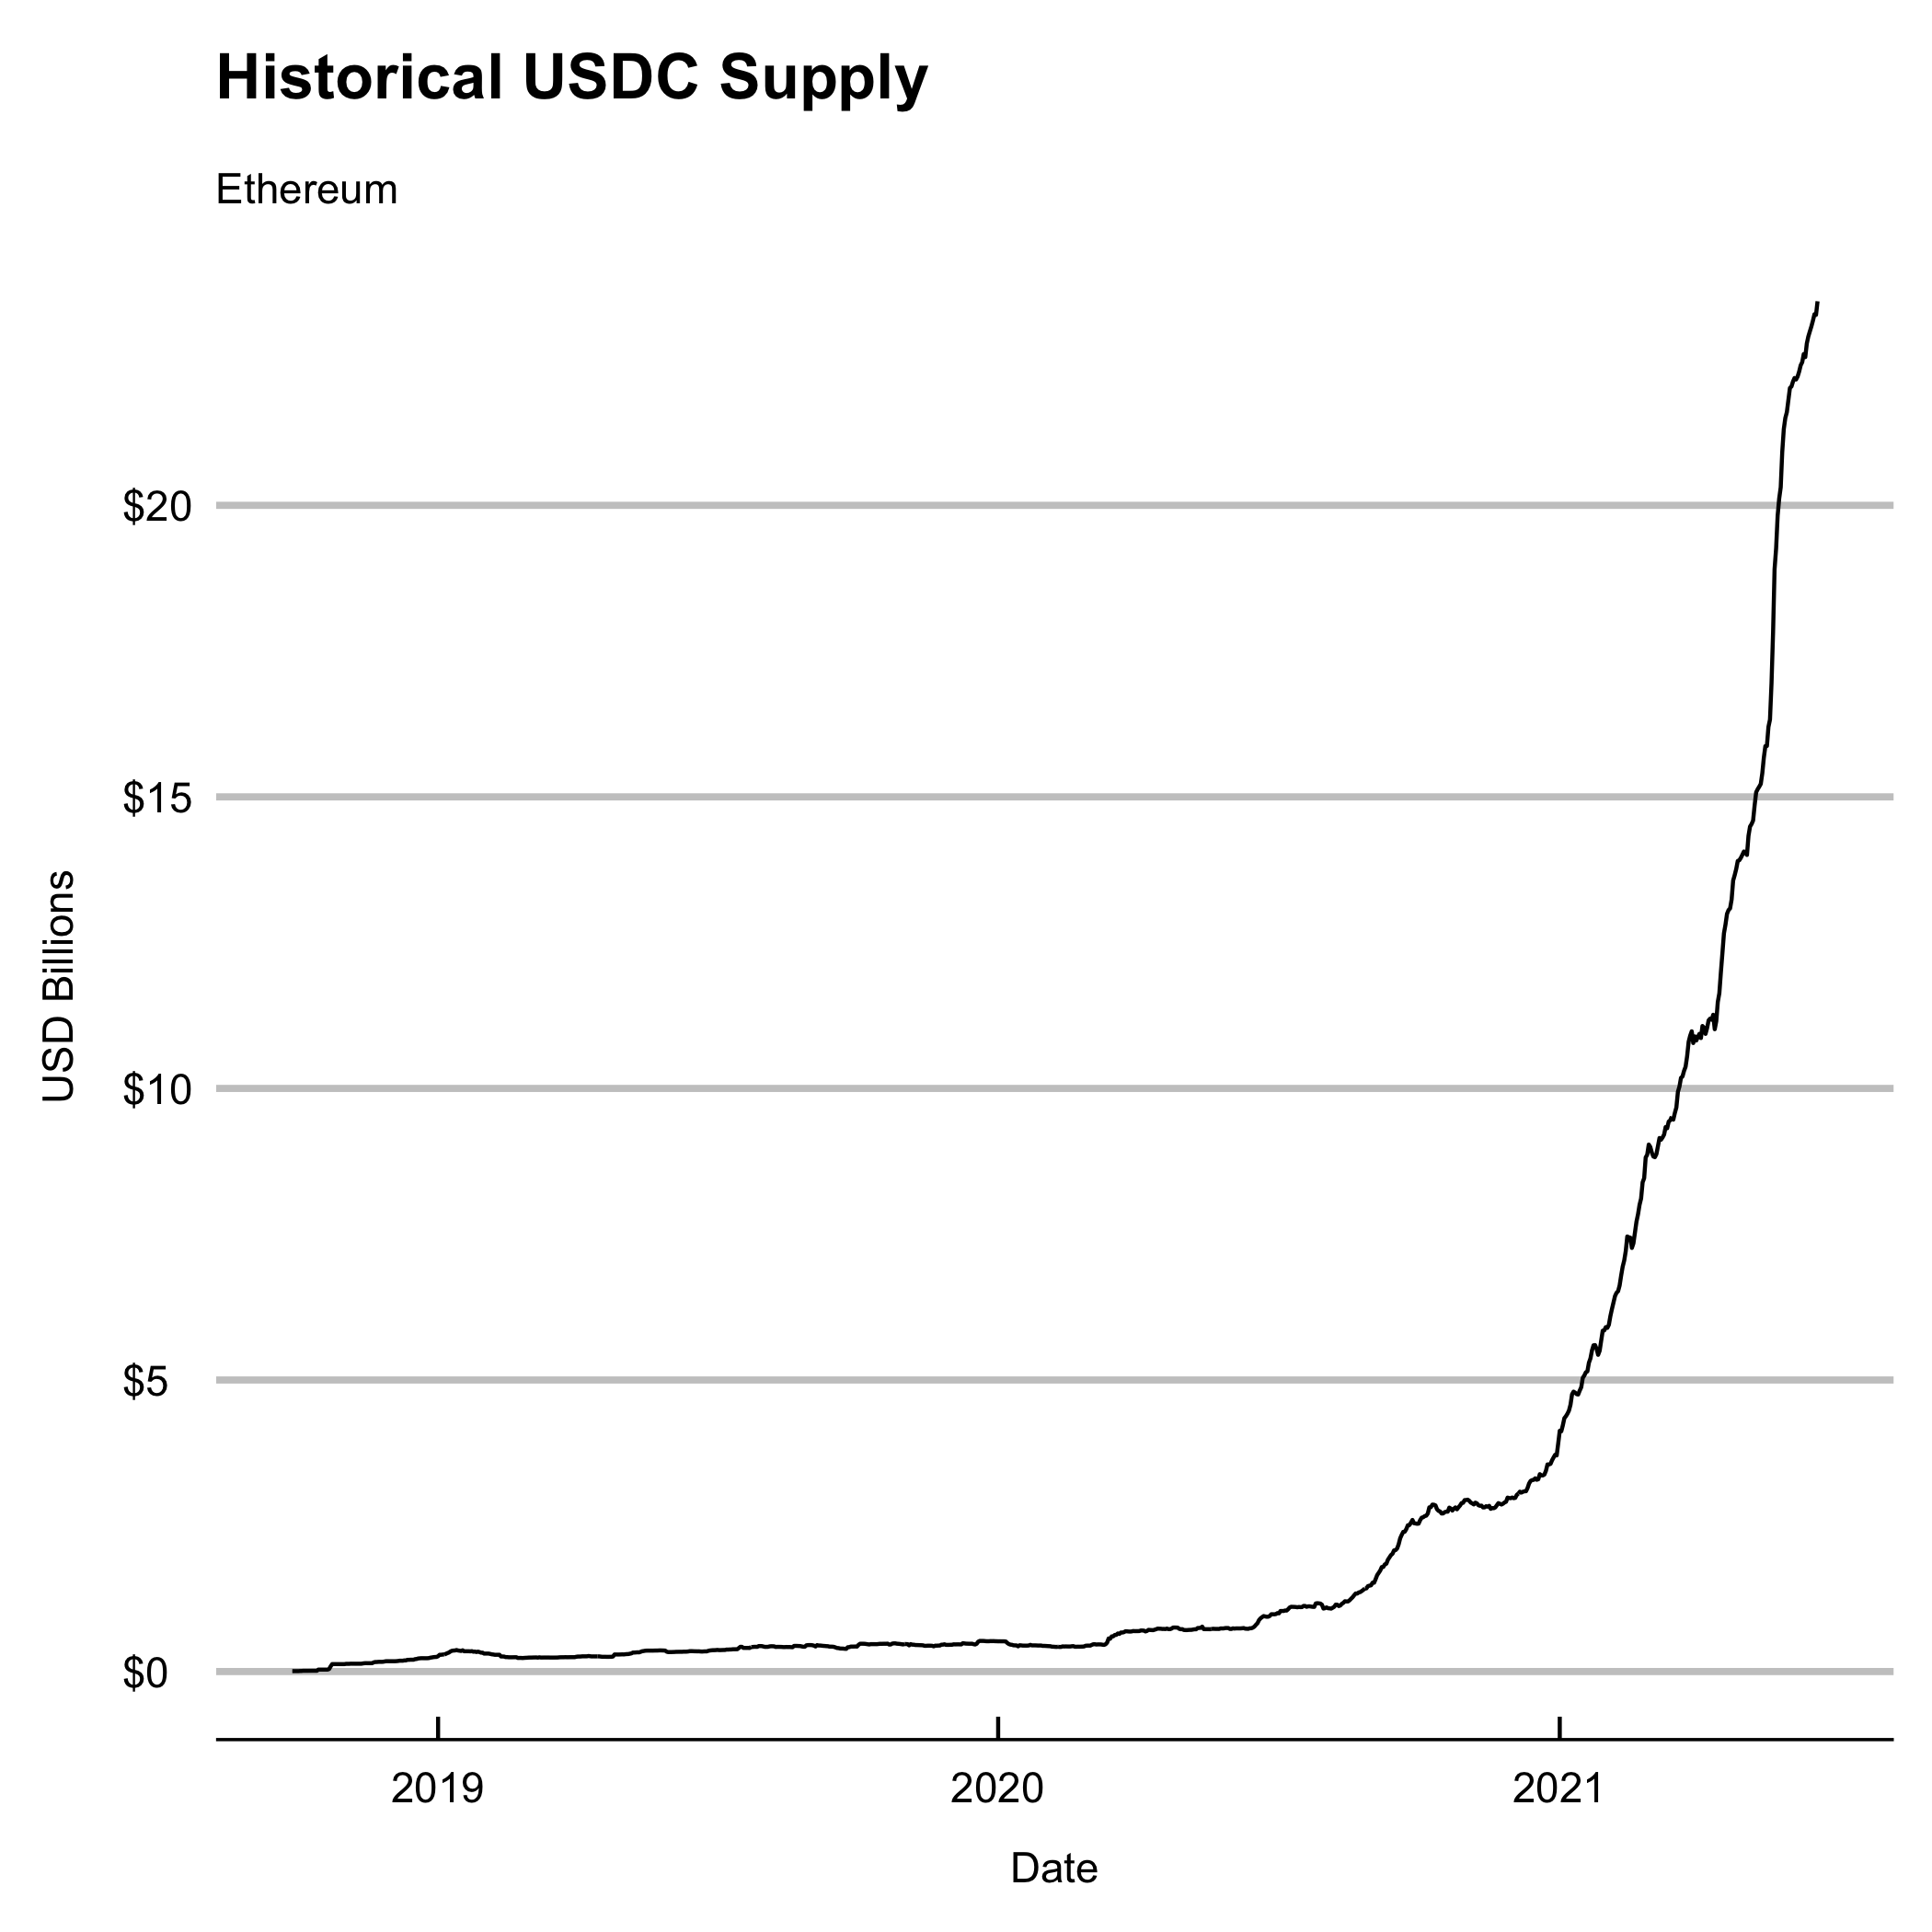 Historical USDC Supply
Ethereum
USD Billions
$20
$15
$10
$5
$0
2019
2020
2021
Date